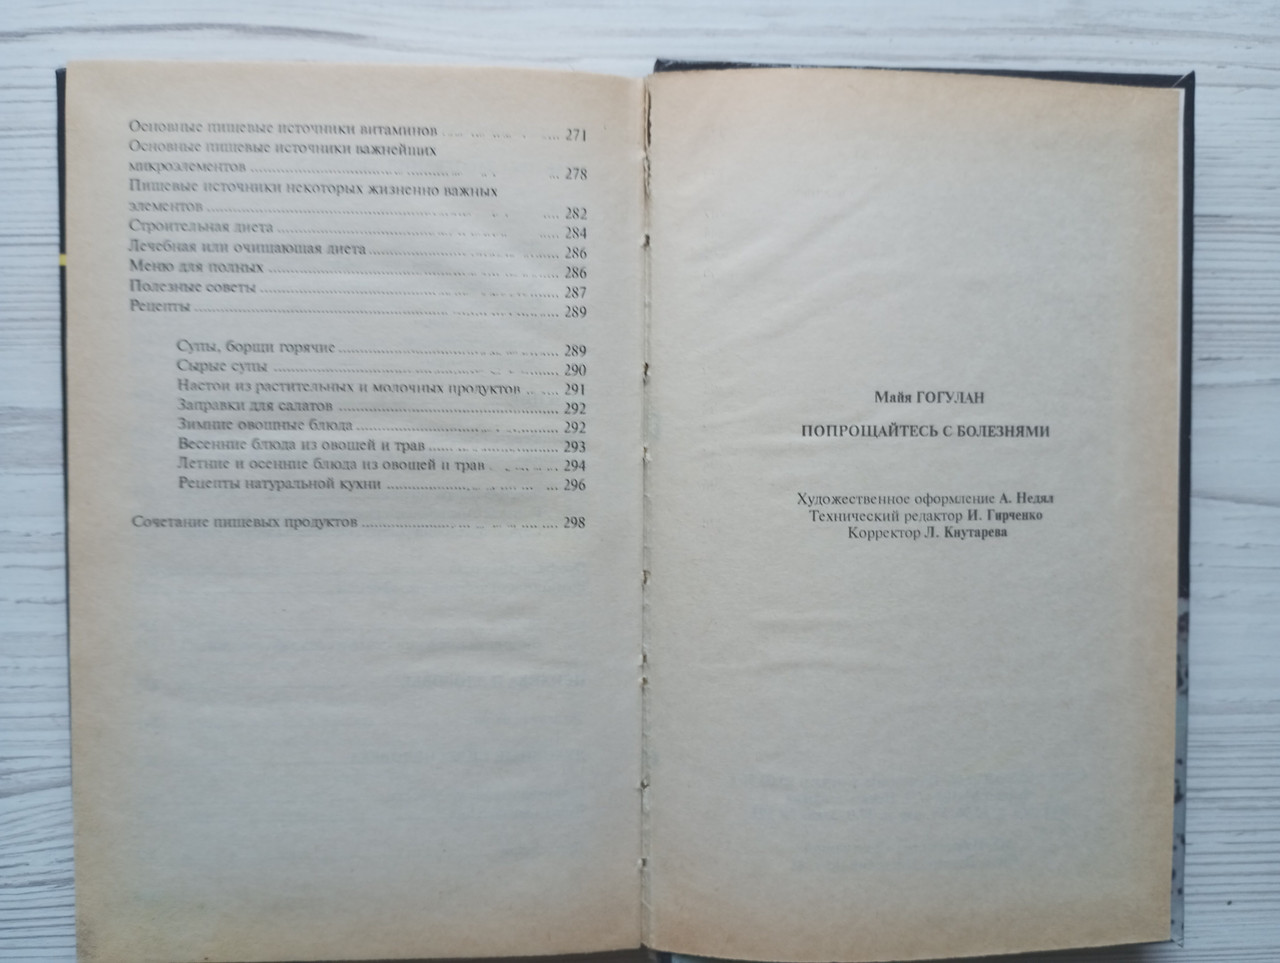 Основные пищевые источники витаминов ........ 271
Основные пищевые источники важнейших
микроэлементов ........ 278
Пищевые источники некоторых жизненно важных
элементов ........ 282
Строительная диета ........ 284
Лечебная или очищающая диета ........ 286
Меню для полных ........ 286
Полезные советы ........ 287
Рецепты ........ 289
Супы, борщи горячие ........ 289
Сырые супы ........ 290
Настои из растительных и молочных продуктов ........ 291
Заправки для салатов ........ 292
Зимние овощные блюда ........ 292
Весенние блюда из овощей и трав ........ 293
Летние и осенние блюда из овощей и трав ........ 294
Рецепты натуральной кухни ........ 296
Сочетание пищевых продуктов ........ 298
Майя ГОГУЛАН
ПОПРОЩАЙТЕСЬ С БОЛЕЗНЯМИ
Художественное оформление А. Недял
Технический редактор И. Гирченко
Корректор Л. Кнутарева